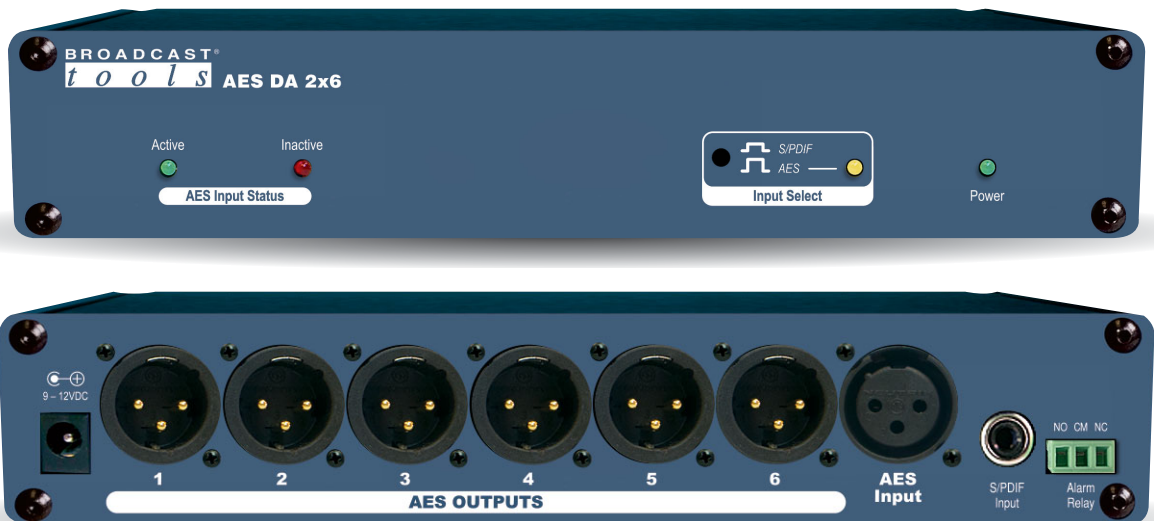 BROADCAST®
tools AES DA 2x6
Active Inactive
AES Input Status
S/PDIF
AES
Input Select
Power
9 – 12VDC
NO CM NC
1 2 3 4 5 6
AES OUTPUTS
AES
Input
S/PDIF
Input
Alarm
Relay